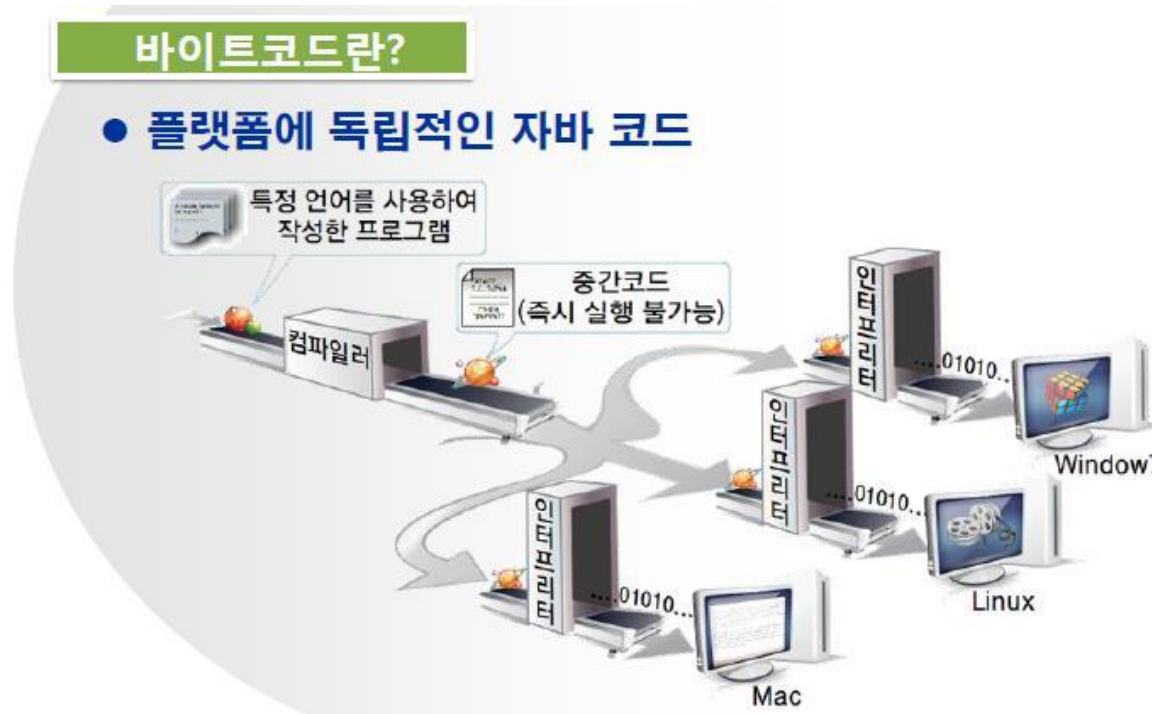 바이트코드란?
● 플랫폼에 독립적인 자바 코드
특정 언어를 사용하여
작성한 프로그램
중간코드
(즉시 실행 불가능)
컴파일러
인터프리터
....01010...
Window7
인터프리터
....01010...
Linux
인터프리터
....01010...
Mac